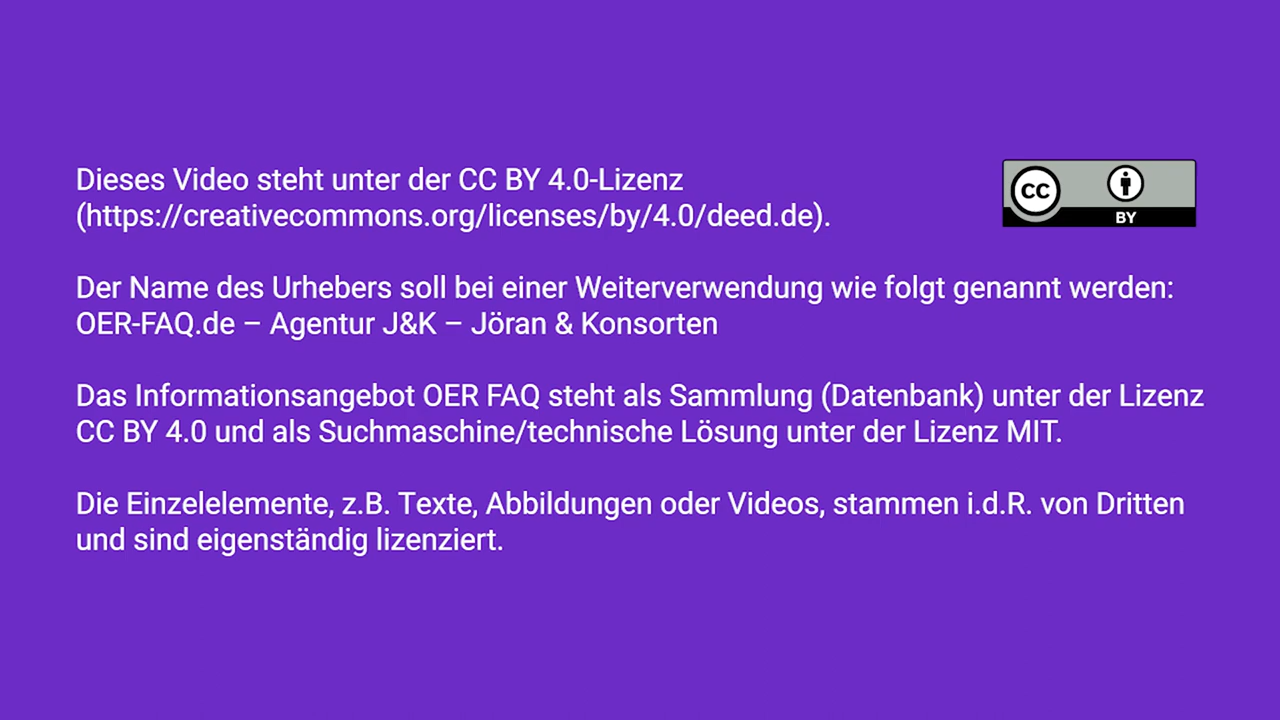 Dieses Video steht unter der CC BY 4.0-Lizenz
(https://creativecommons.org/licenses/by/4.0/deed.de).
CC
BY
Der Name des Urhebers soll bei einer Weiterverwendung wie folgt genannt werden:
OER-FAQ.de – Agentur J&K – Jöran & Konsorten
Das Informationsangebot OER FAQ steht als Sammlung (Datenbank) unter der Lizenz
CC BY 4.0 und als Suchmaschine/technische Lösung unter der Lizenz MIT.
Die Einzelelemente, z.B. Texte, Abbildungen oder Videos, stammen i.d.R. von Dritten
und sind eigenständig lizenziert.